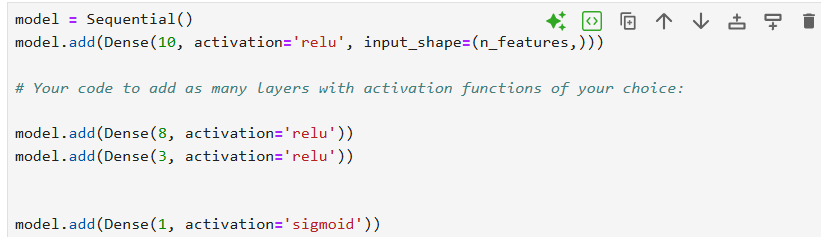 model = Sequential()
model.add(Dense(10, activation='relu', input_shape=(n_features,)))
# Your code to add as many layers with activation functions of your choice:
model.add(Dense(8, activation='relu'))
model.add(Dense(3, activation='relu'))
model.add(Dense(1, activation='sigmoid'))